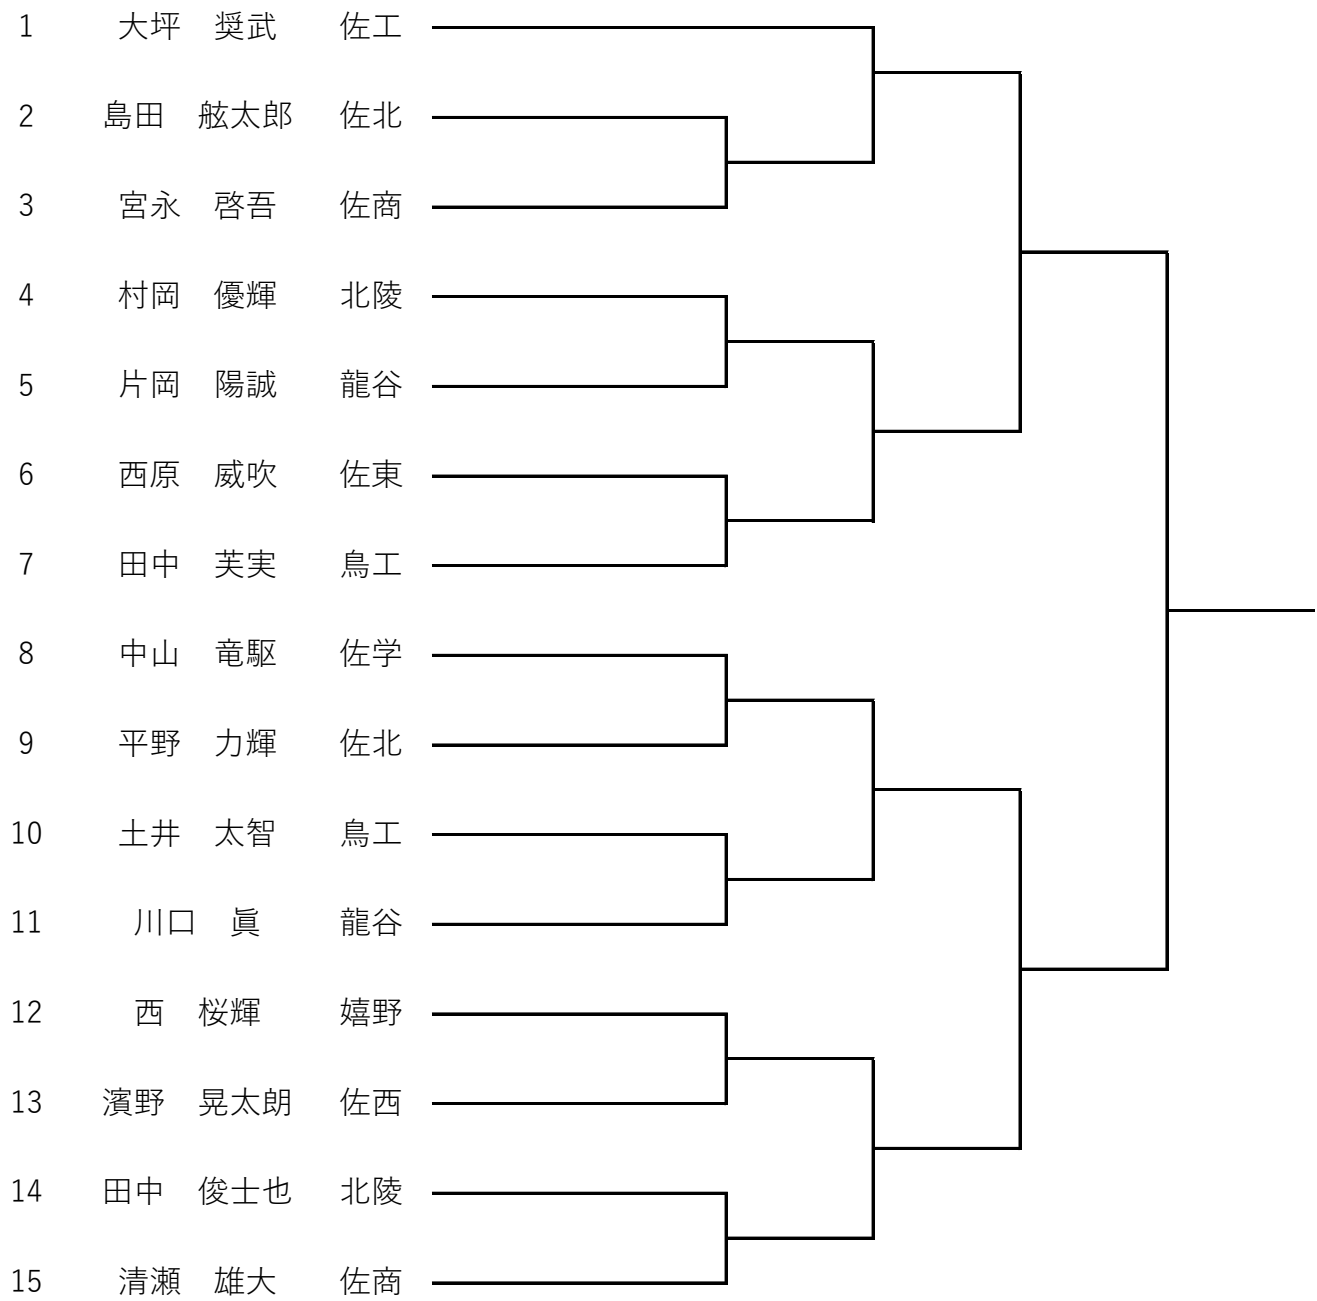 1 大坪 奨武 佐工
2 島田 舷太郎 佐北
3 宮永 啓吾 佐商
4 村岡 優輝 北陵
5 片岡 陽誠 龍谷
6 西原 威吹 佐東
7 田中 芙実 鳥工
8 中山 竜駆 佐学
9 平野 力輝 佐北
10 土井 太智 鳥工
11 川口 眞 龍谷
12 西 桜輝 嬉野
13 濱野 晃太朗 佐西
14 田中 俊士也 北陵
15 清瀬 雄大 佐商